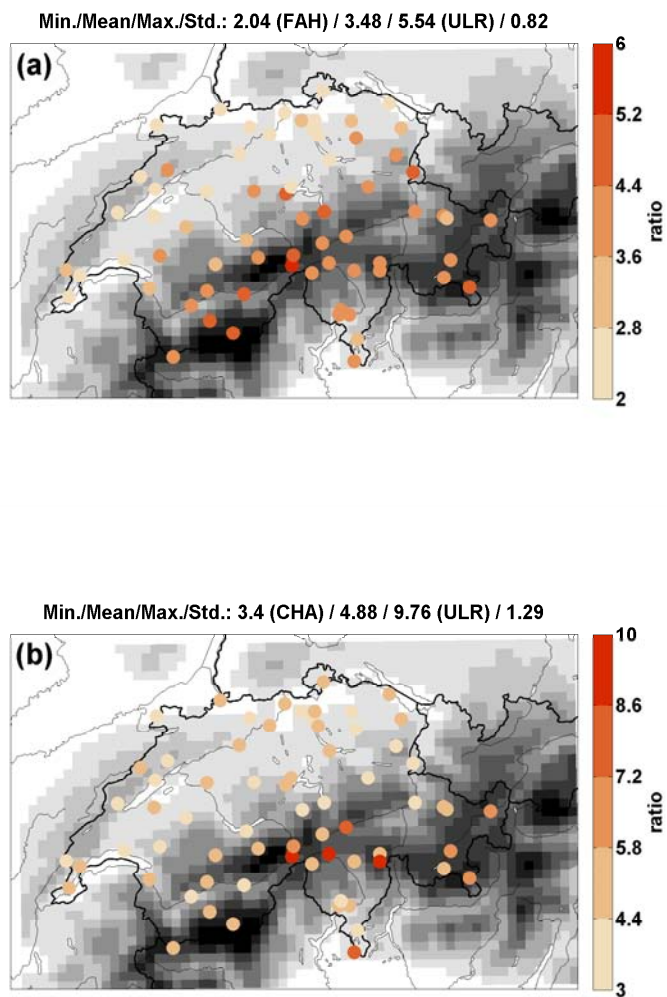 Min./Mean/Max./Std.: 2.04 (FAH) / 3.48 / 5.54 (ULR) / 0.82
(a)
6
5.2
4.4
3.6
2.8
2
ratio
Min./Mean/Max./Std.: 3.4 (CHA) / 4.88 / 9.76 (ULR) / 1.29
(b)
10
8.6
7.2
5.8
4.4
3
ratio